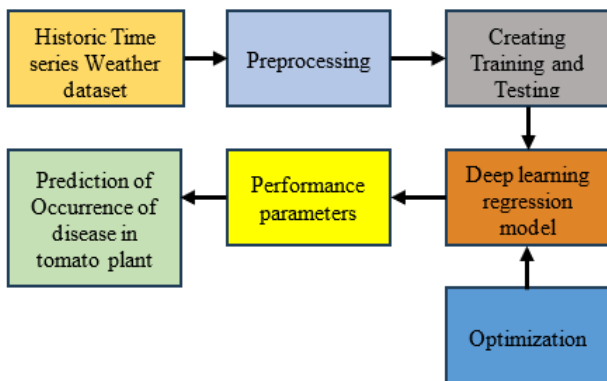 Historic Time
series Weather
dataset
Preprocessing
Creating
Training and
Testing
Prediction of
Occurrence of
disease in
tomato plant
Performance
parameters
Deep learning
regression
model
Optimization